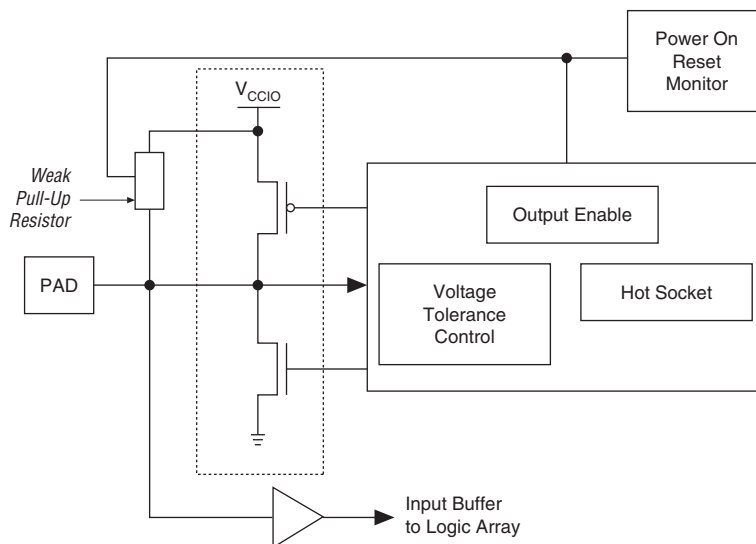 Power On
Reset
Monitor
VCCIO
Weak
Pull-Up
Resistor
Output Enable
PAD
Voltage
Tolerance
Control
Hot Socket
Input Buffer
to Logic Array